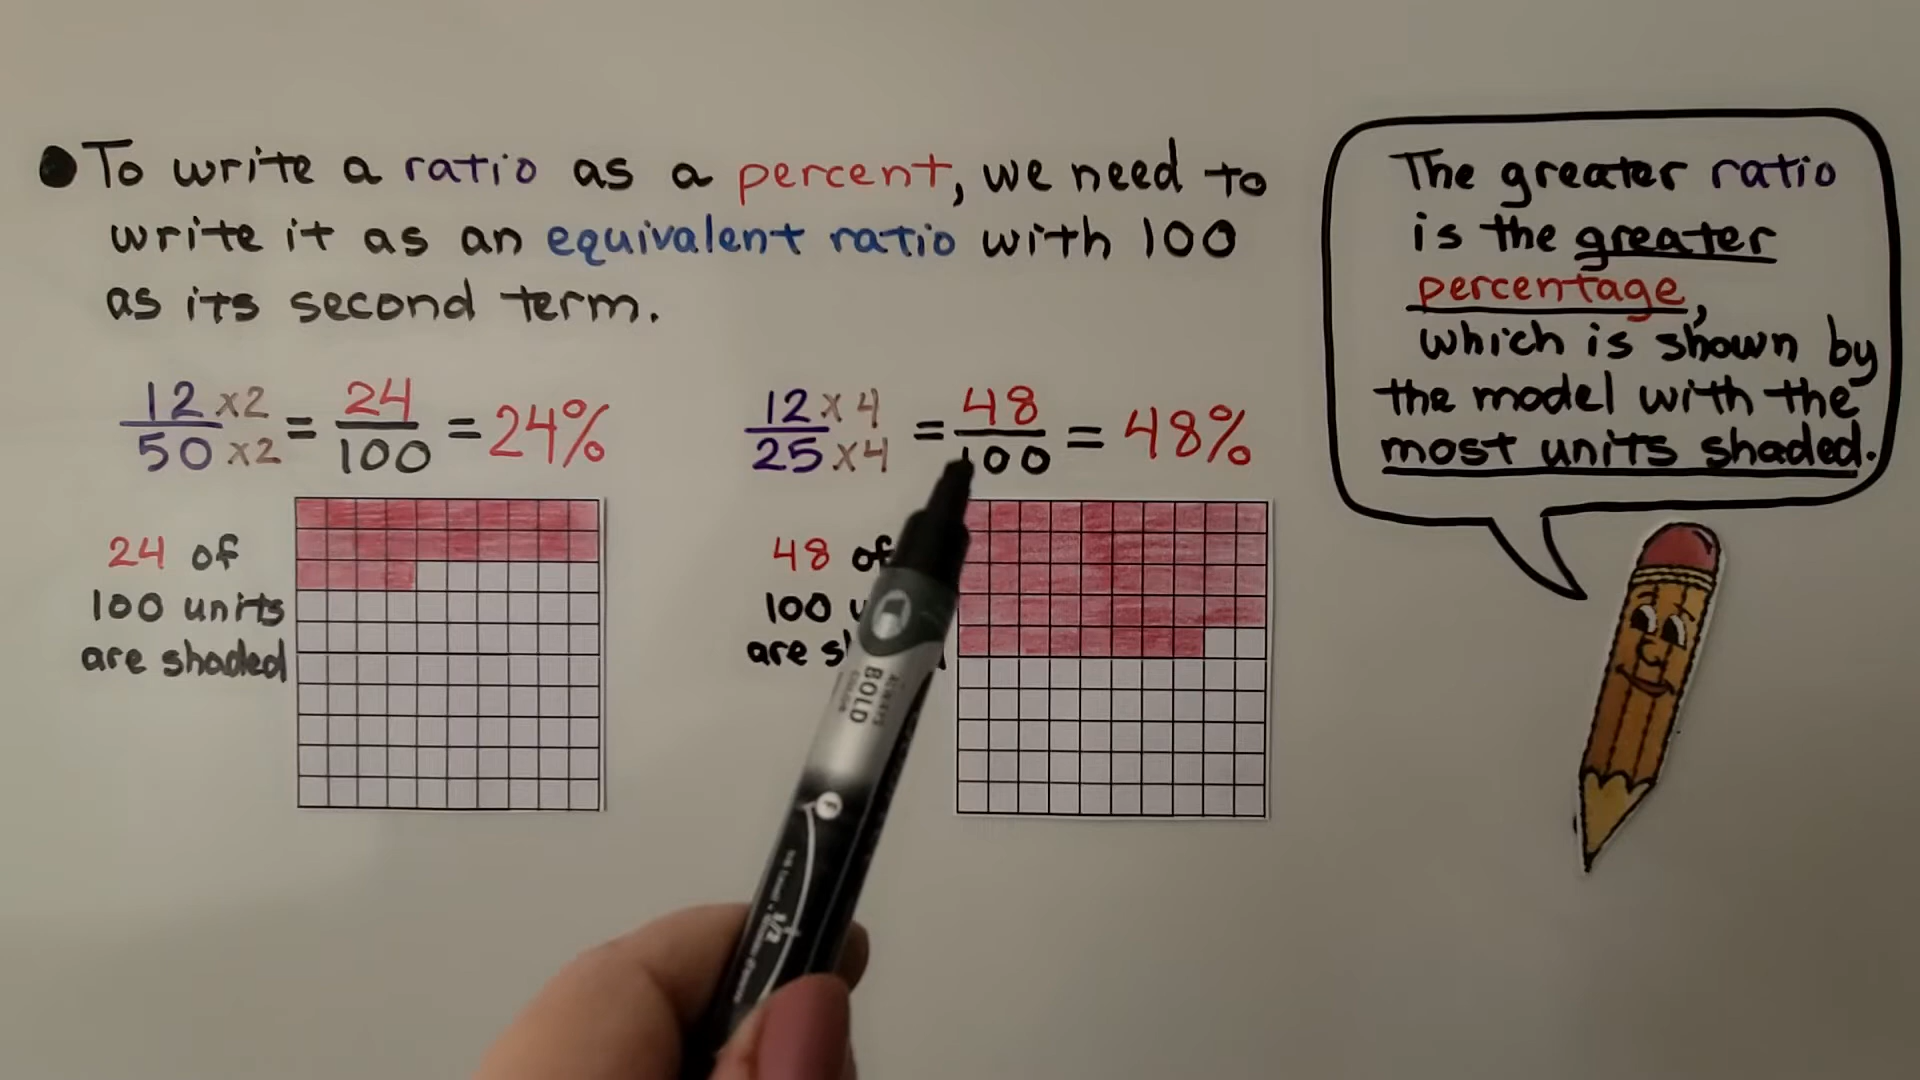 To write a ratio as a percent, we need to
write it as an equivalent ratio with 100
as its second term.
12 x2 = 24 = 24%
50 x2 100
24 of
100 units
are shaded
12 x 4 = 48 = 48%
25 x 4 100
48 of
100
are
The greater ratio
is the greater
percentage,
which is shown by
the model with the
most units shaded.
BOLD